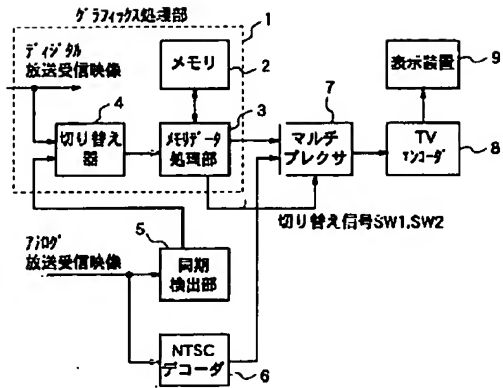 グラフィックス処理部
1
ディジタル
放送受信映像
メモリ
2
表示装置
9
4
切り替え
器
3
メモリデータ
処理部
7
マルチ
プレクサ
TV
エンコーダ
8
切り替え信号SW1,SW2
アナログ
放送受信映像
5
同期
検出部
NTSC
デコーダ
6